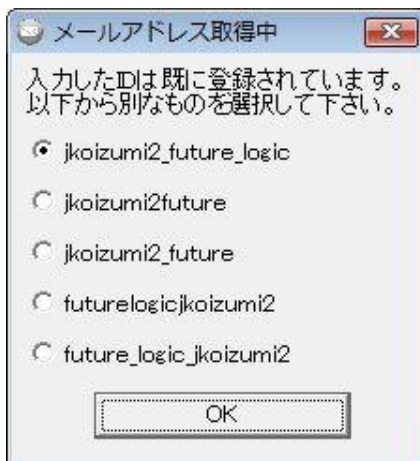 メールアドレス取得中
入力したIDは既に登録されています。
以下から別なものを選択して下さい。
jkoizumi2_future_logic
jkoizumi2future
jkoizumi2_future
futurelogicjkoizumi2
future_logic_jkoizumi2
OK